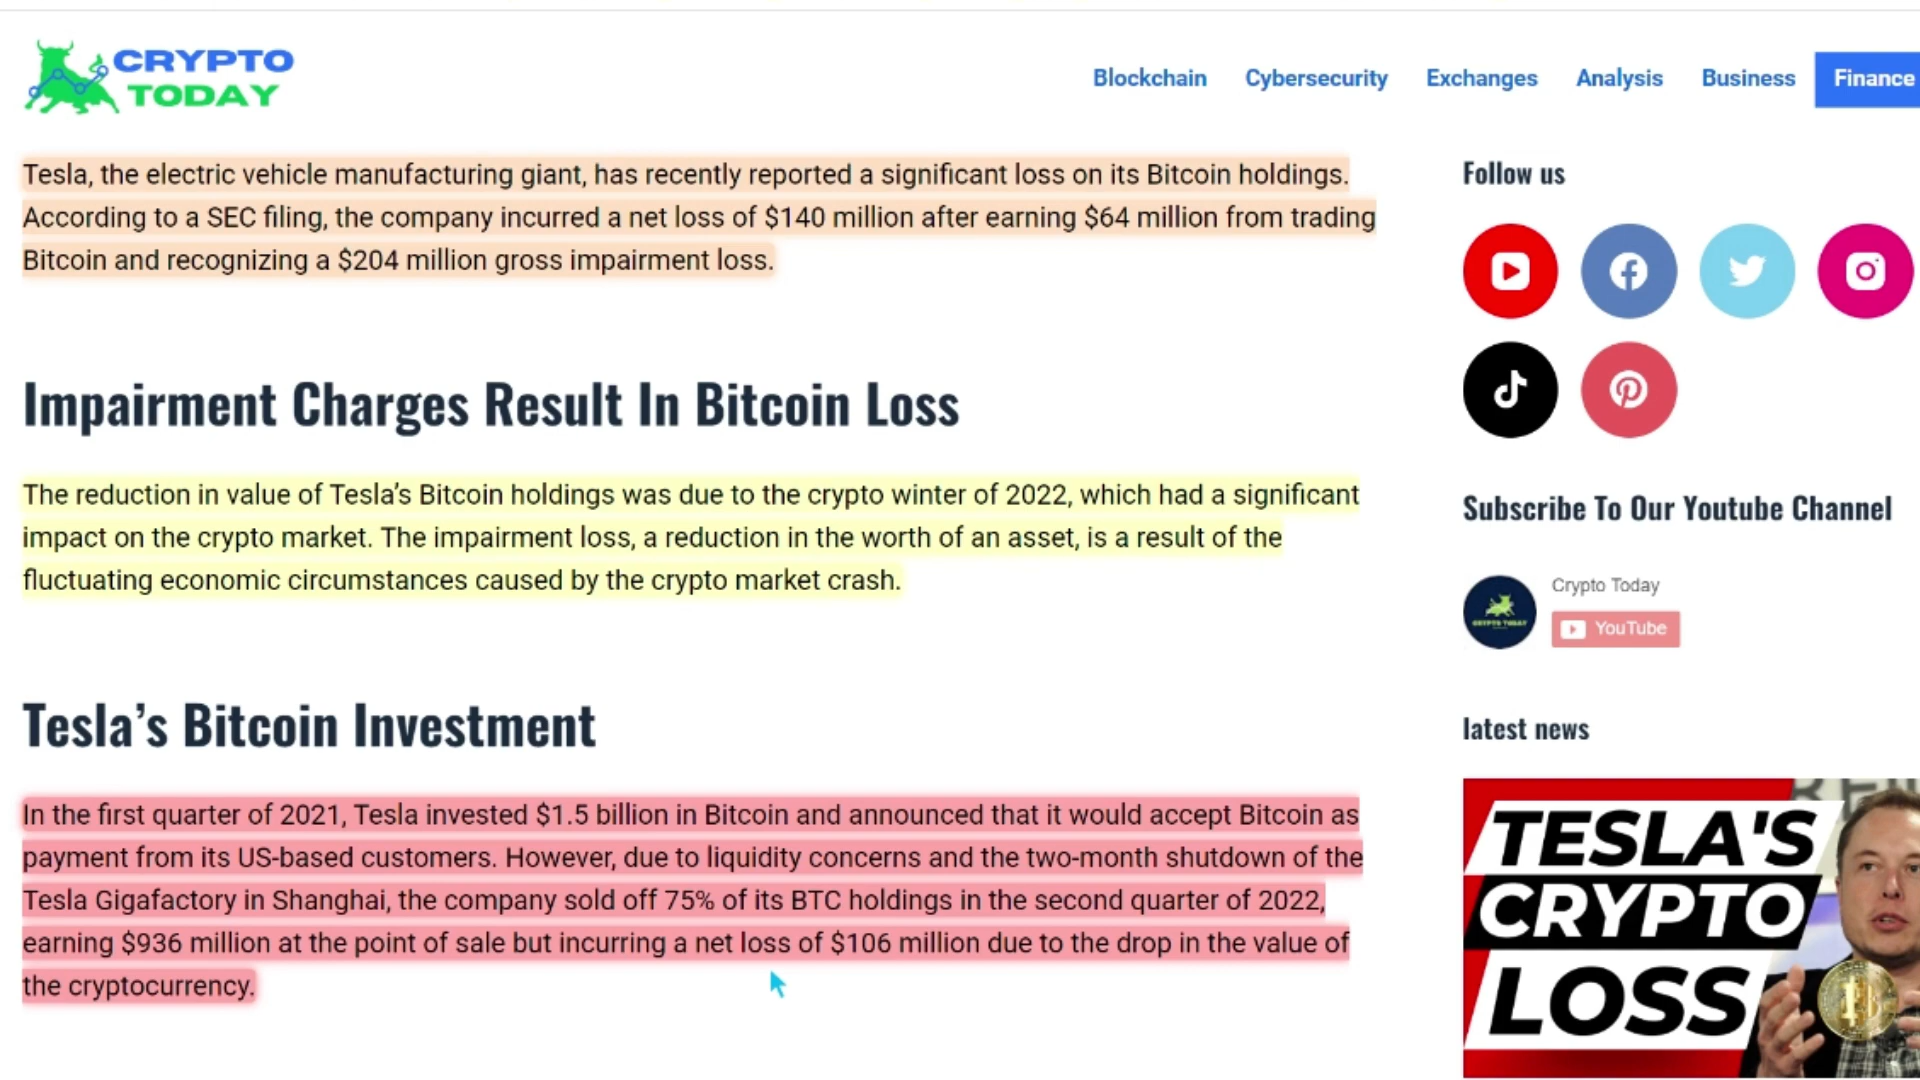 CRYPTO
TODAY
Blockchain Cybersecurity Exchanges Analysis Business Finance
Tesla, the electric vehicle manufacturing giant, has recently reported a significant loss on its Bitcoin holdings.
According to a SEC filing, the company incurred a net loss of $140 million after earning $64 million from trading
Bitcoin and recognizing a $204 million gross impairment loss.
Impairment Charges Result In Bitcoin Loss
The reduction in value of Tesla’s Bitcoin holdings was due to the crypto winter of 2022, which had a significant
impact on the crypto market. The impairment loss, a reduction in the worth of an asset, is a result of the
fluctuating economic circumstances caused by the crypto market crash.
Tesla’s Bitcoin Investment
In the first quarter of 2021, Tesla invested $1.5 billion in Bitcoin and announced that it would accept Bitcoin as
payment from its US-based customers. However, due to liquidity concerns and the two-month shutdown of the
Tesla Gigafactory in Shanghai, the company sold off 75% of its BTC holdings in the second quarter of 2022,
earning $936 million at the point of sale but incurring a net loss of $106 million due to the drop in the value of
the cryptocurrency.
Follow us
Subscribe To Our Youtube Channel
CRYPTO TODAY
Crypto Today
YouTube
latest news
TESLA'S
CRYPTO
LOSS